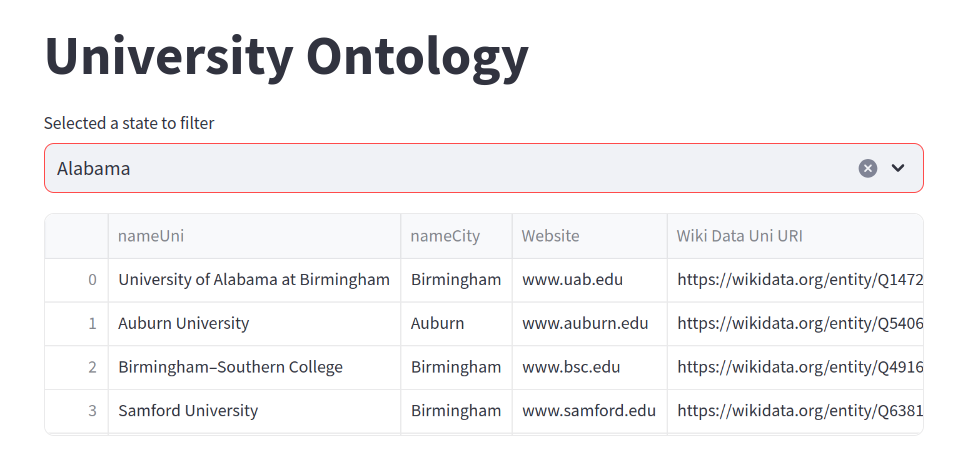 University Ontology
Selected a state to filter
Alabama
nameUni nameCity Website Wiki Data Uni URI
0 University of Alabama at Birmingham Birmingham www.uab.edu https://wikidata.org/entity/Q1472
1 Auburn University Auburn www.auburn.edu https://wikidata.org/entity/Q5406
2 Birmingham–Southern College Birmingham www.bsc.edu https://wikidata.org/entity/Q4916
3 Samford University Birmingham www.samford.edu https://wikidata.org/entity/Q6381